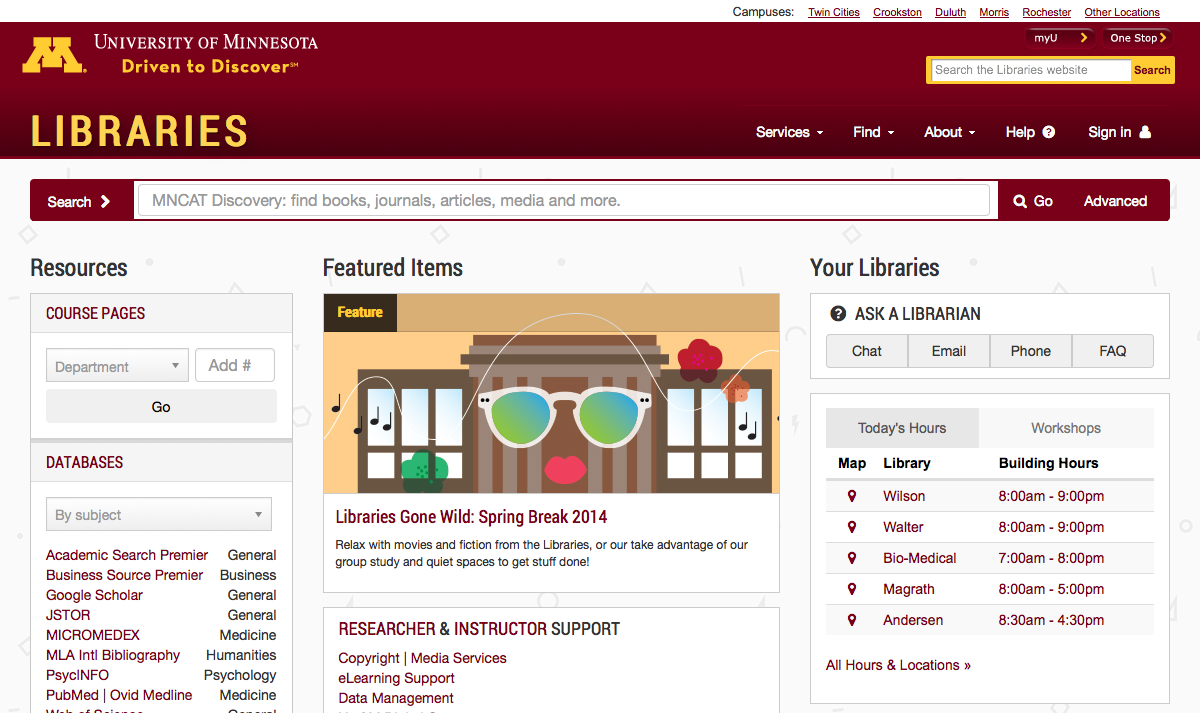 Campuses: Twin Cities Crookston Duluth Morris Rochester Other Locations
UNIVERSITY OF MINNESOTA
Driven to Discover℠
myU One Stop
Search the Libraries website Search
LIBRARIES
Services Find About Help ? Sign in
Search MNCAT Discovery: find books, journals, articles, media and more. Go Advanced
Resources
COURSE PAGES
Department Add #
Go
DATABASES
By subject
Academic Search Premier General
Business Source Premier Business
Google Scholar General
JSTOR General
MICROMEDEX Medicine
MLA Intl Bibliography Humanities
PsycINFO Psychology
PubMed | Ovid Medline Medicine
Web of Science General
Featured Items
Feature
Libraries Gone Wild: Spring Break 2014
Relax with movies and fiction from the Libraries, or our take advantage of our
group study and quiet spaces to get stuff done!
RESEARCHER & INSTRUCTOR SUPPORT
Copyright | Media Services
eLearning Support
Data Management
Your Libraries
? ASK A LIBRARIAN
Chat Email Phone FAQ
Today's Hours Workshops
Map Library Building Hours
Wilson 8:00am - 9:00pm
Walter 8:00am - 9:00pm
Bio-Medical 7:00am - 8:00pm
Magrath 8:00am - 5:00pm
Andersen 8:30am - 4:30pm
All Hours & Locations »